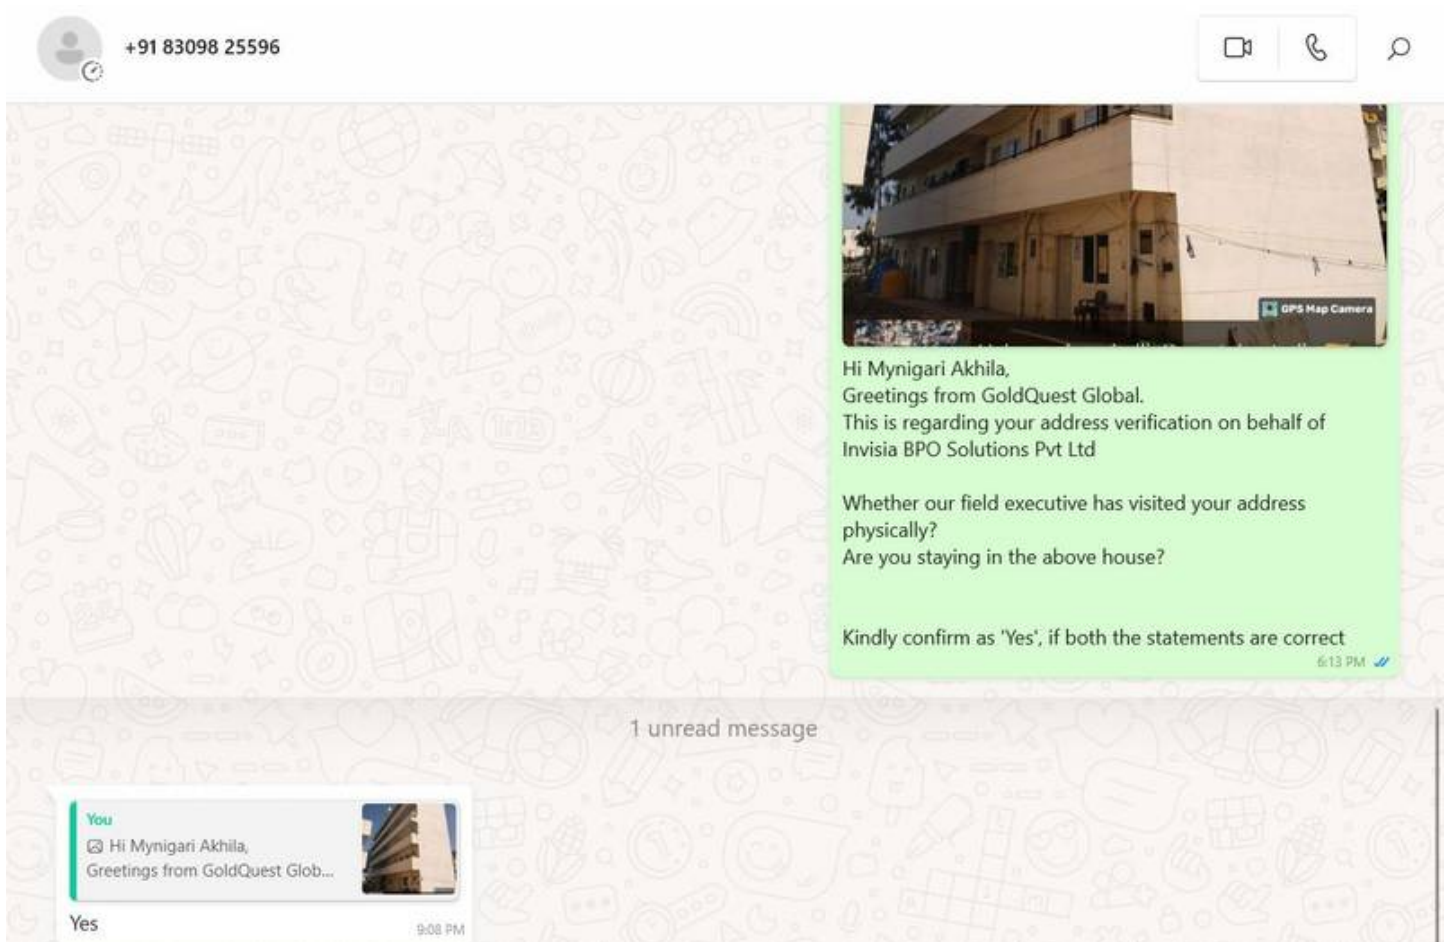 +91 83098 25596
GPS Map Camera
Hi Mynigari Akhila,
Greetings from GoldQuest Global.
This is regarding your address verification on behalf of
Invisia BPO Solutions Pvt Ltd
Whether our field executive has visited your address
physically?
Are you staying in the above house?
Kindly confirm as 'Yes', if both the statements are correct
6:13 PM
1 unread message
You
Hi Mynigari Akhila,
Greetings from GoldQuest Glob...
Yes
9:08 PM